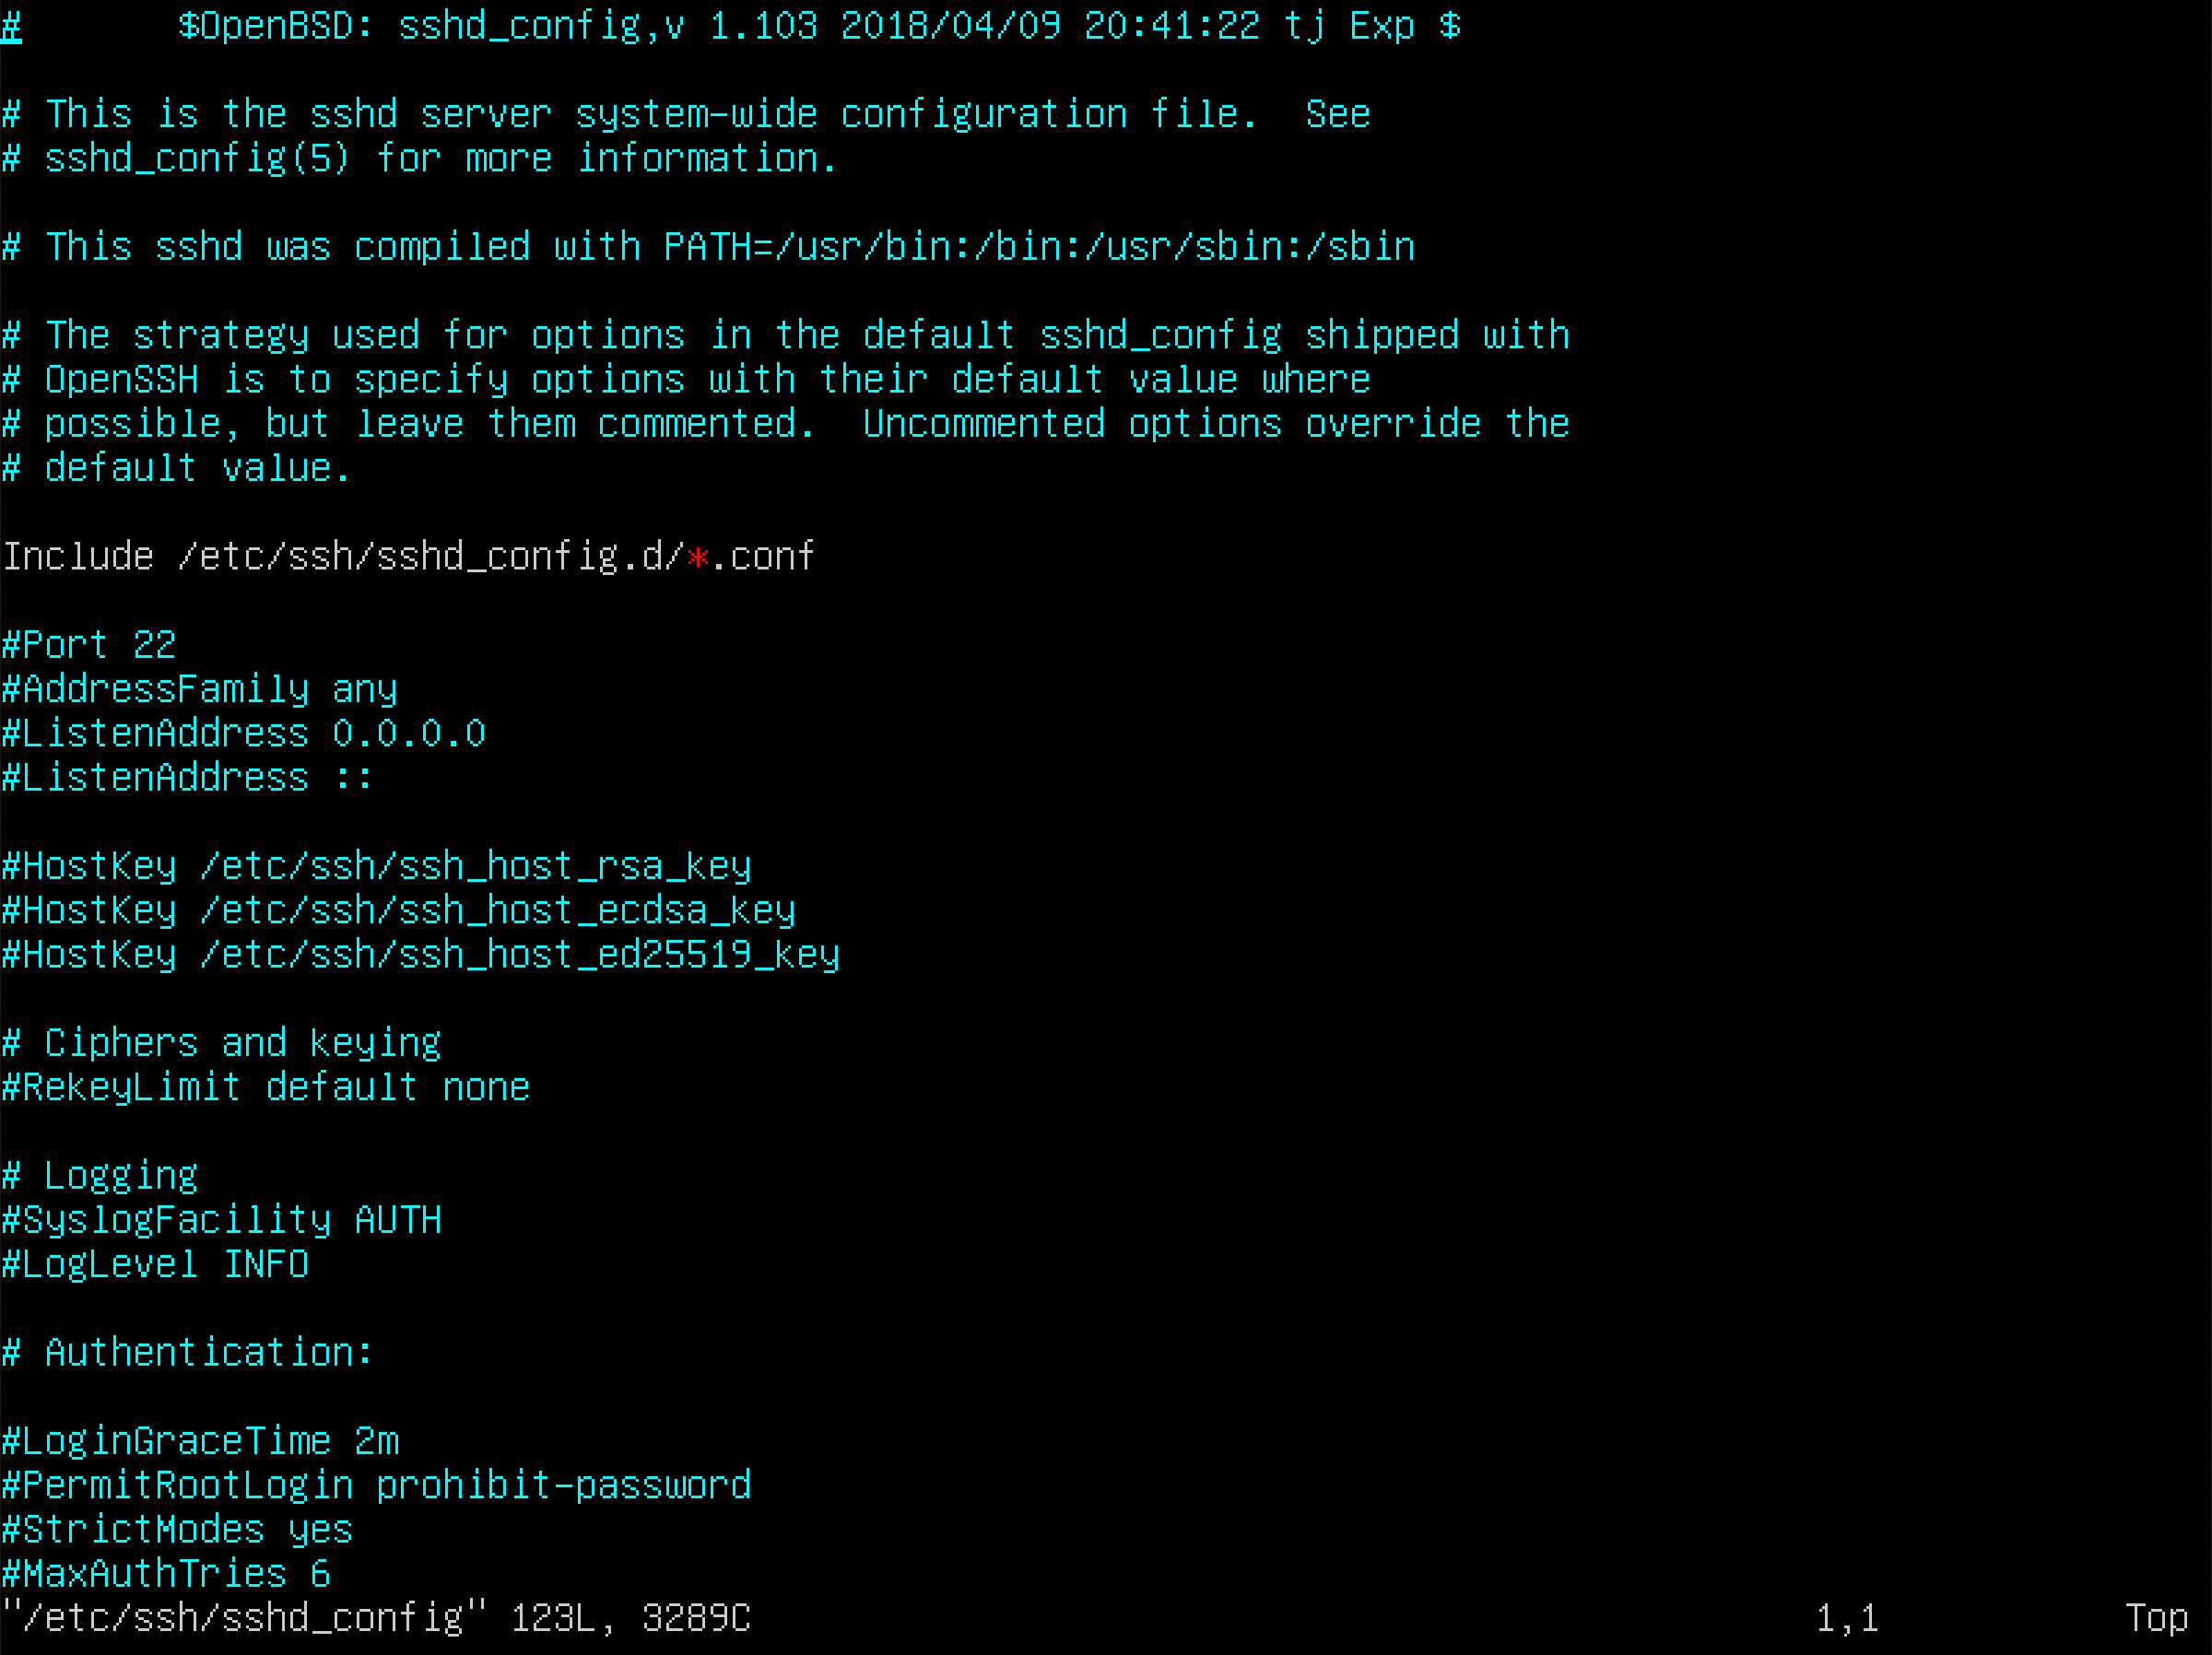 #       $OpenBSD: sshd_config,v 1.103 2018/04/09 20:41:22 tj Exp $
# This is the sshd server system-wide configuration file.  See
# sshd_config(5) for more information.
# This sshd was compiled with PATH=/usr/bin:/bin:/usr/sbin:/sbin
# The strategy used for options in the default sshd_config shipped with
# OpenSSH is to specify options with their default value where
# possible, but leave them commented.  Uncommented options override the
# default value.
Include /etc/ssh/sshd_config.d/*.conf
#Port 22
#AddressFamily any
#ListenAddress 0.0.0.0
#ListenAddress ::
#HostKey /etc/ssh/ssh_host_rsa_key
#HostKey /etc/ssh/ssh_host_ecdsa_key
#HostKey /etc/ssh/ssh_host_ed25519_key
# Ciphers and keying
#RekeyLimit default none
# Logging
#SyslogFacility AUTH
#LogLevel INFO
# Authentication:
#LoginGraceTime 2m
#PermitRootLogin prohibit-password
#StrictModes yes
#MaxAuthTries 6
"/etc/ssh/sshd_config" 123L, 3289C 1,1 Top